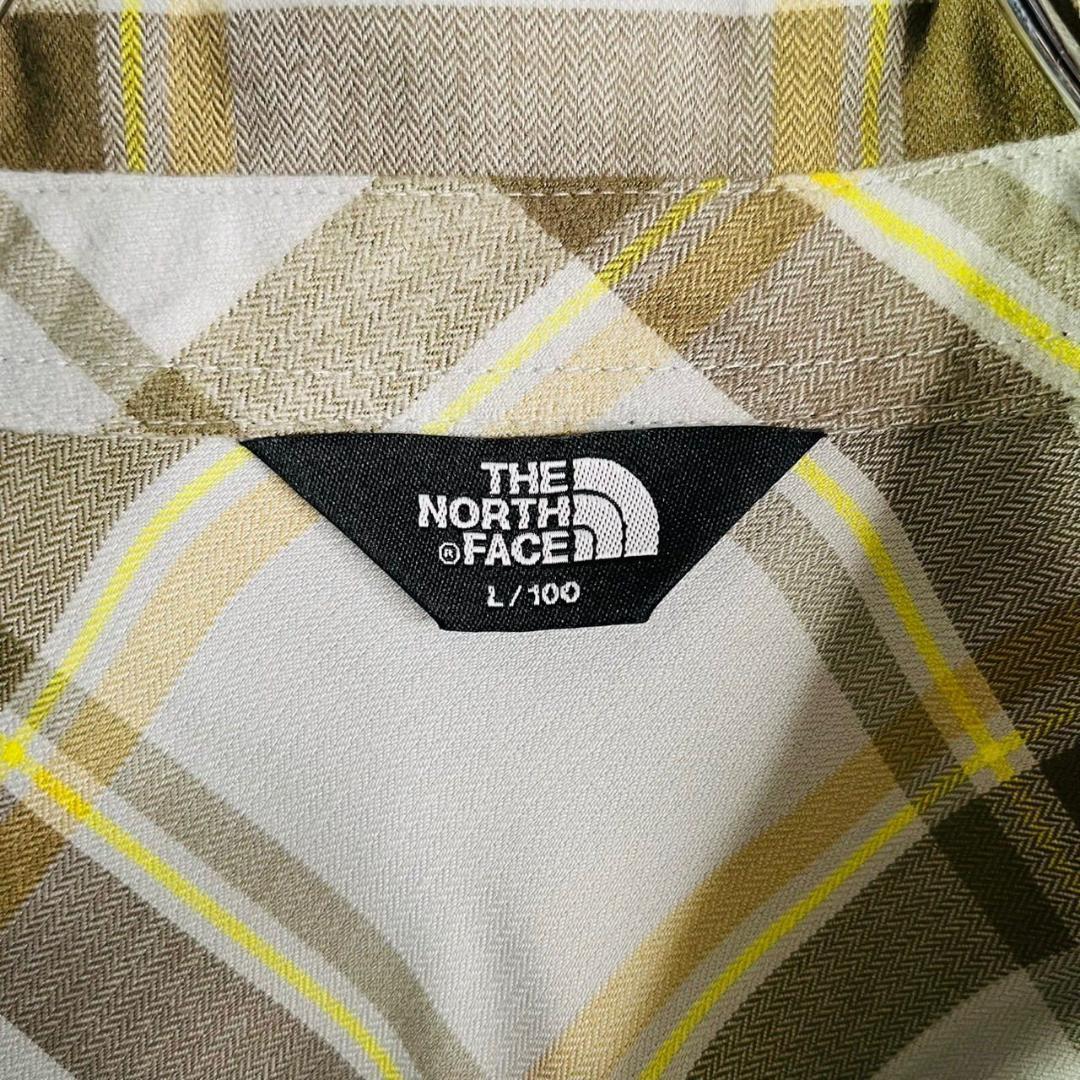 THE
NORTH
® FACE
L/100